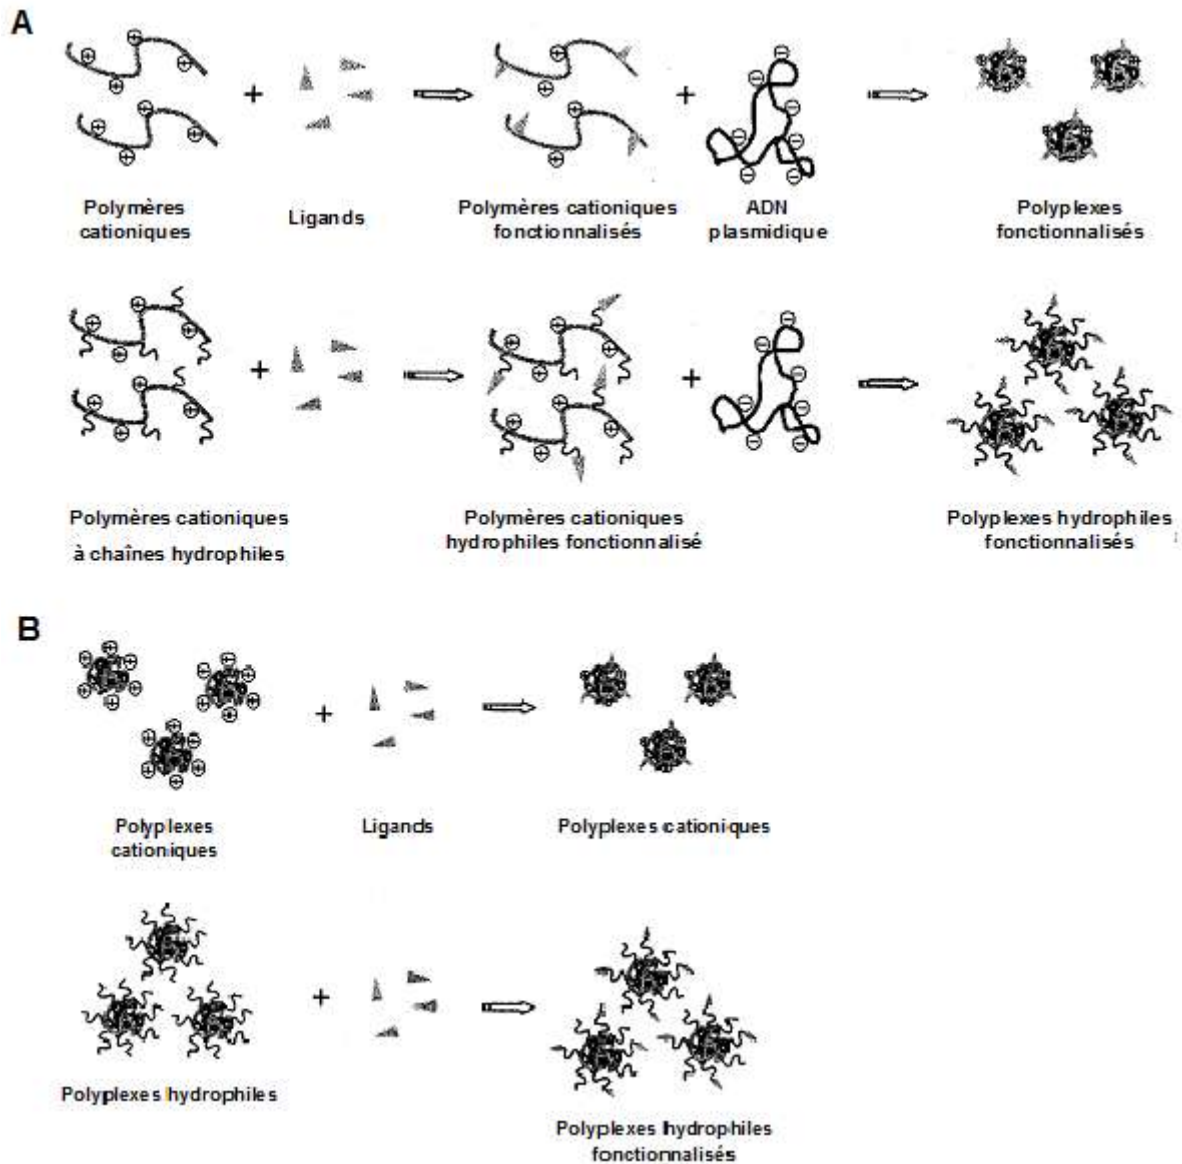 A
+
+
Polymères
cationiques
Ligands
Polymères cationiques
fonctionnalisés
ADN
plasmidique
Polyplexes
fonctionnalisés
+
+
Polymères cationiques
à chaînes hydrophiles
Polymères cationiques
hydrophiles fonctionnalisé
Polyplexes hydrophiles
fonctionnalisés
B
+
Polyplexes
cationiques
Ligands
Polyplexes cationiques
+
Polyplexes hydrophiles
Polyplexes hydrophiles
fonctionnalisés